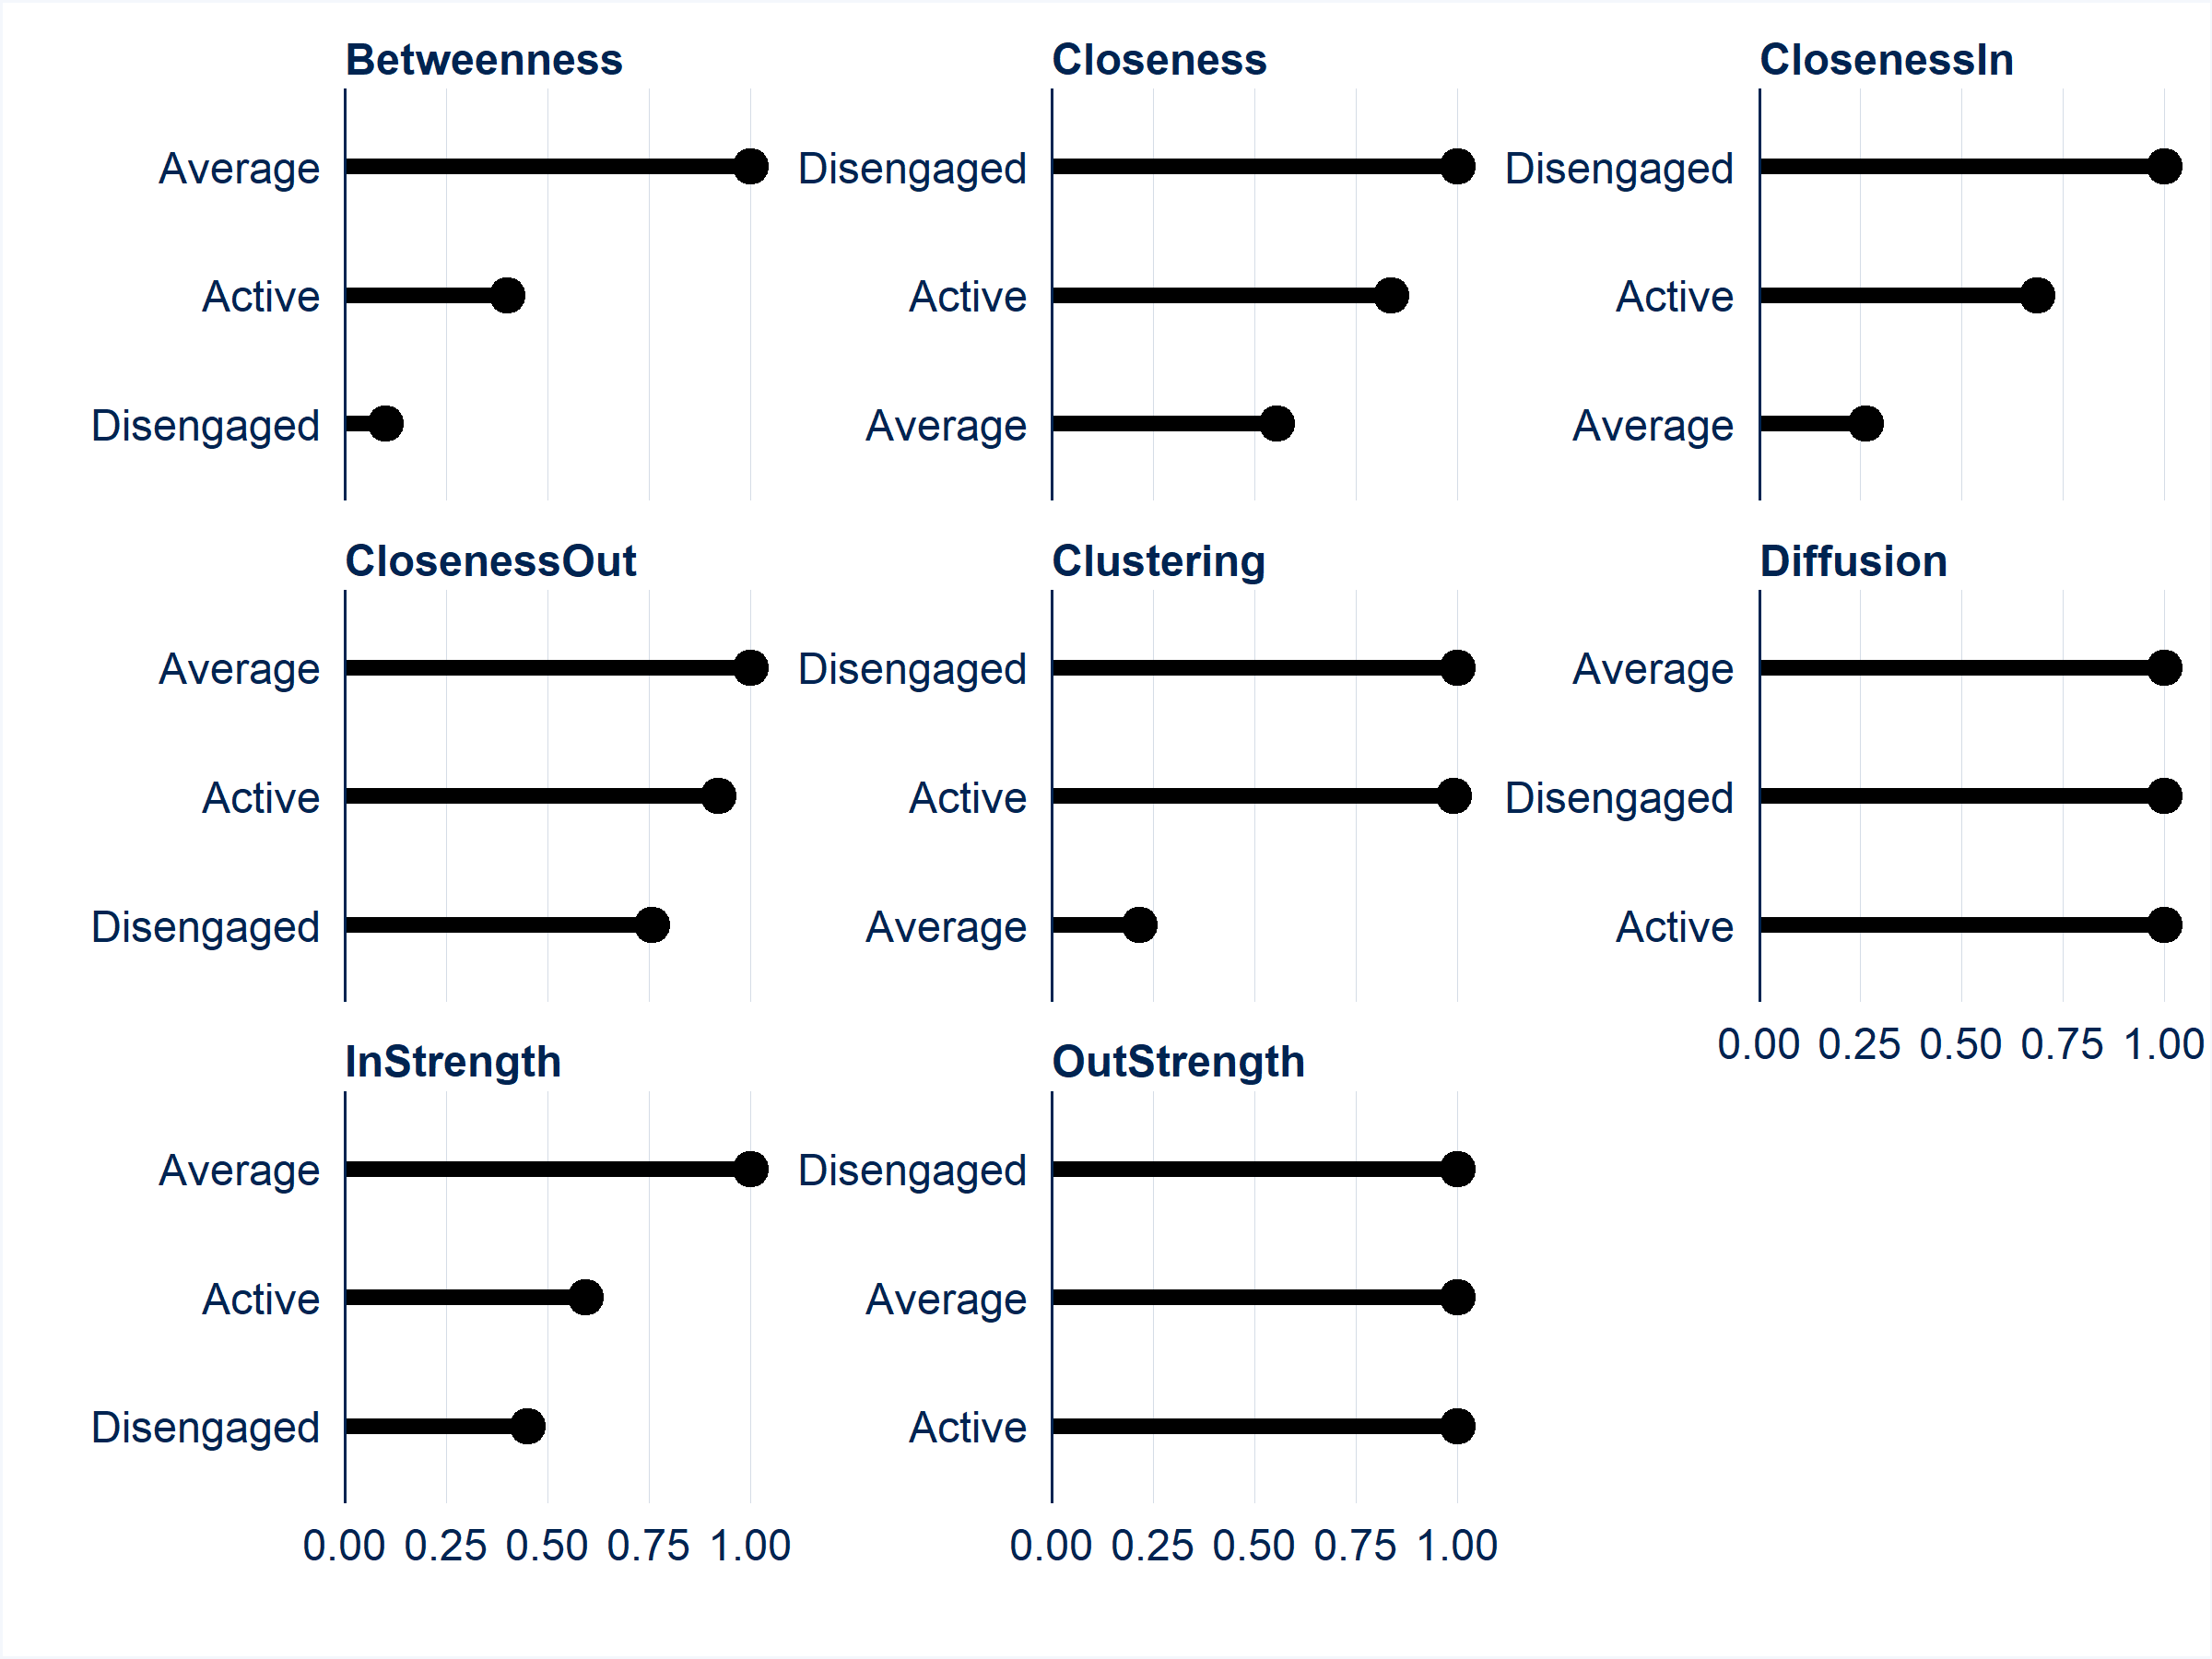 Betweenness
Average
Active
Disengaged
Closeness
Disengaged
Active
Average
ClosenessIn
Disengaged
Active
Average
ClosenessOut
Average
Active
Disengaged
Clustering
Disengaged
Active
Average
Diffusion
Average
Disengaged
Active
0.00 0.25 0.50 0.75 1.00
InStrength
Average
Active
Disengaged
0.00 0.25 0.50 0.75 1.00
OutStrength
Disengaged
Average
Active
0.00 0.25 0.50 0.75 1.00